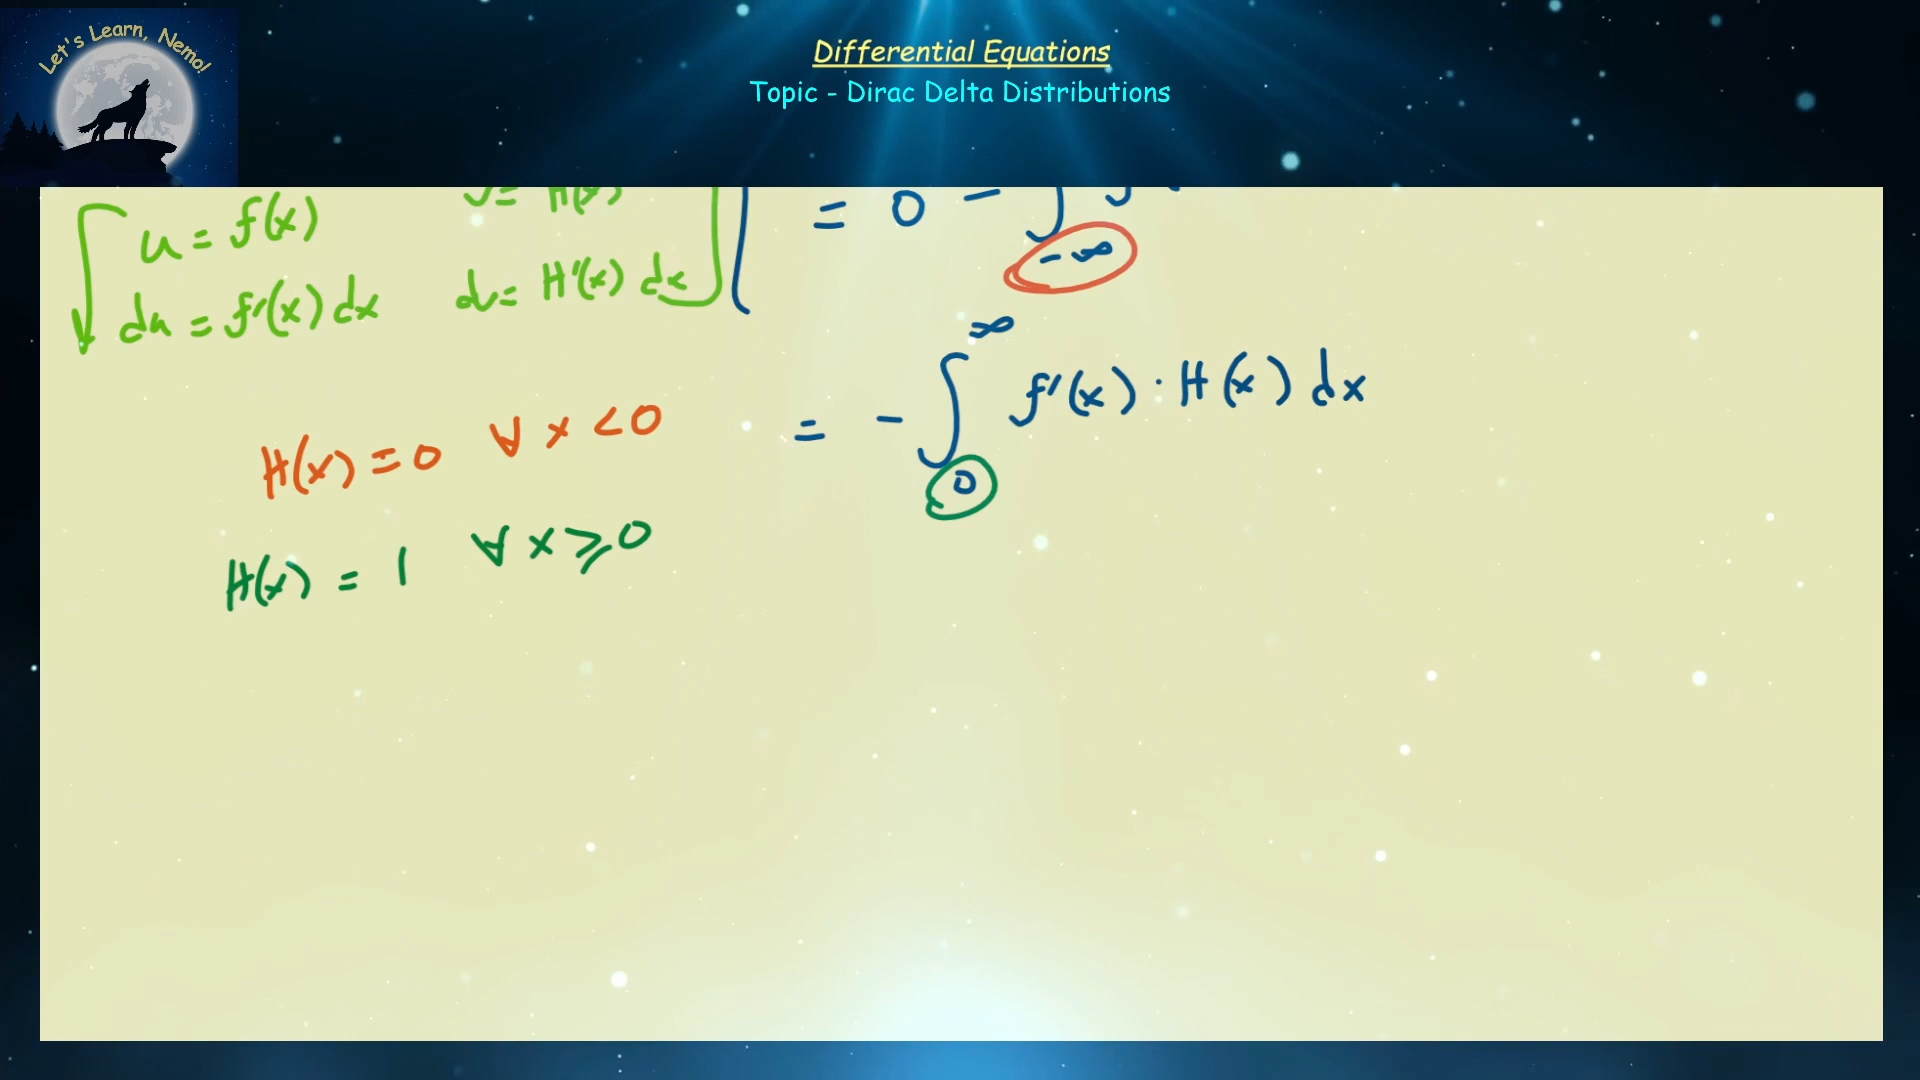 Let's Learn, Nemo!
Differential Equations
Topic - Dirac Delta Distributions
u = f(x)
v = H(x)
du = f'(x) dx
dv = H'(x) dx
= 0 - ∫
-∞
H(x) = 0 ∀ x < 0
= - ∫ f'(x) · H(x) dx
∞
0
H(x) = 1 ∀ x ≥ 0